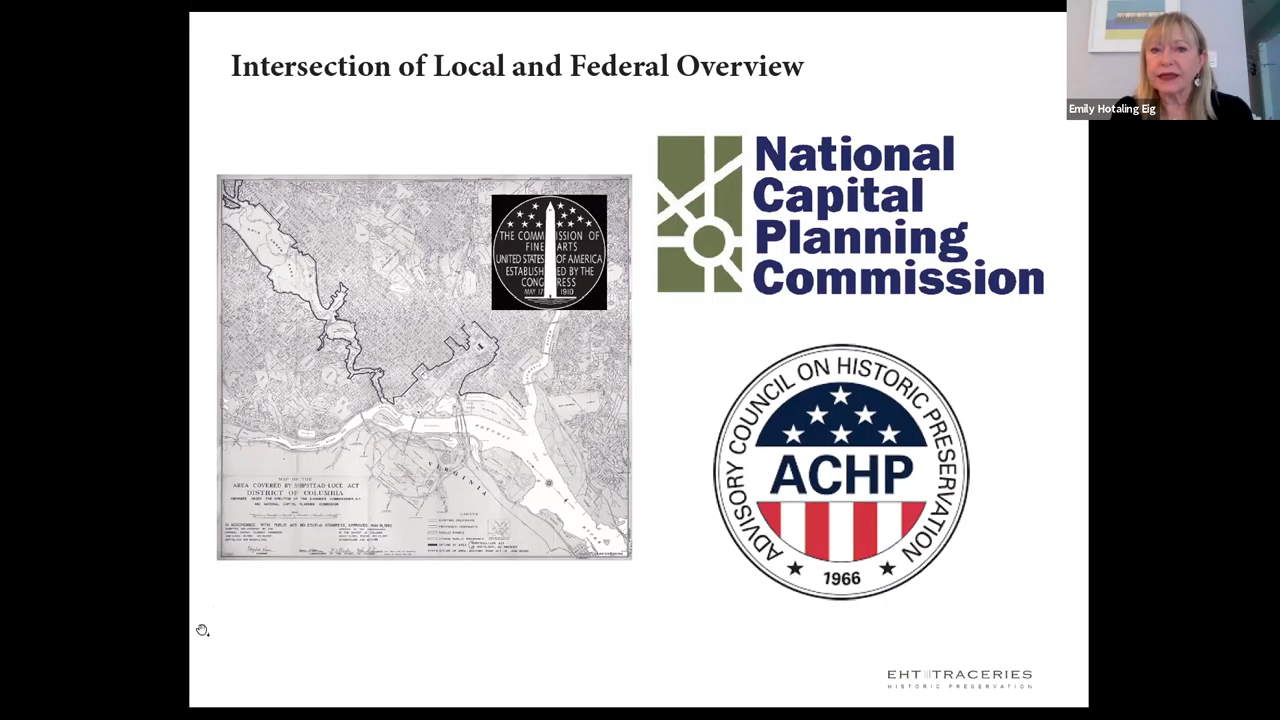 Intersection of Local and Federal Overview
Emily Hotaling Eig
THE COMMISSION OF
FINE ARTS
UNITED STATES OF AMERICA
ESTABLISHED BY THE
CONGRESS
MAY 17 1910
VIRGINIA
MAP OF THE
AREA COVERED BY SHIPSTEAD-LUCE ACT
DISTRICT OF COLUMBIA
LEGEND
National
Capital
Planning
Commission
ADVISORY COUNCIL ON HISTORIC PRESERVATION
ACHP
1966
EHT TRACERIES
HISTORIC PRESERVATION